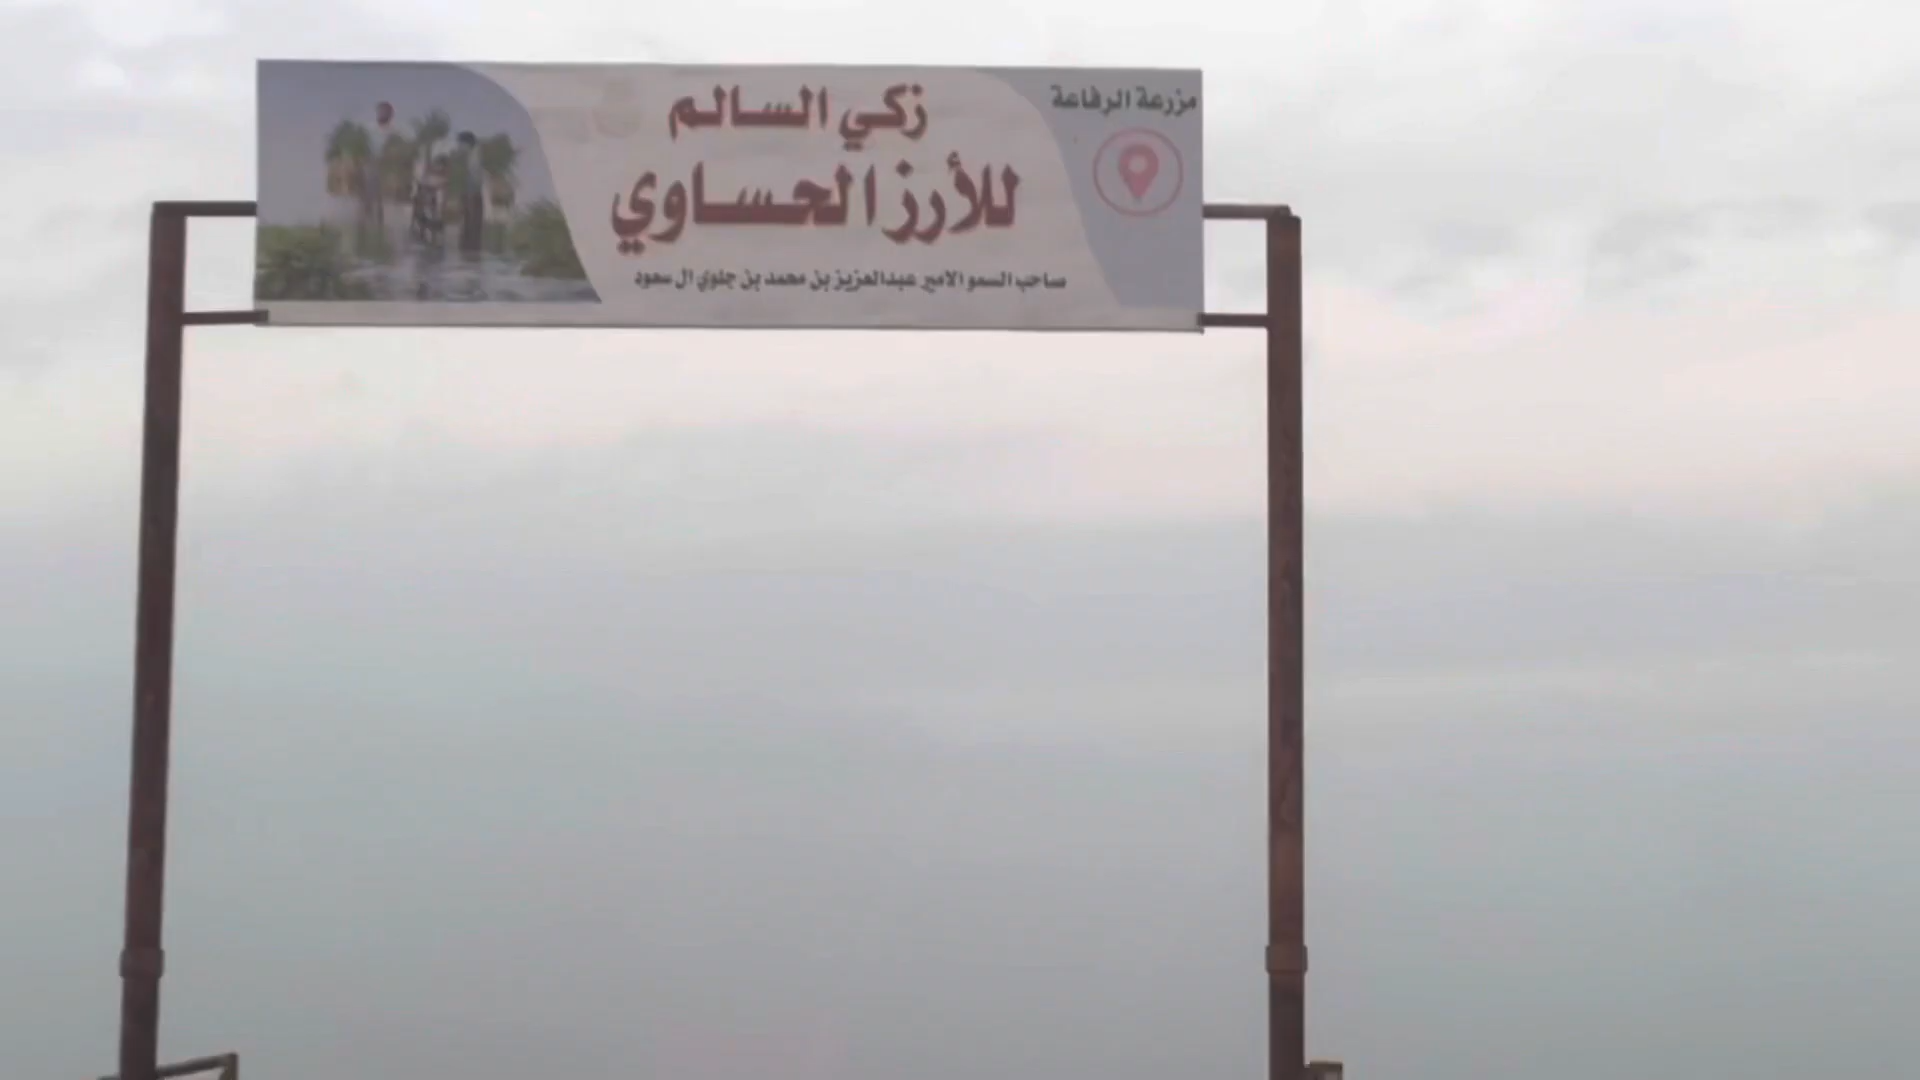 مزرعة الرفاعة
زكي السالم
للأرز الحساوي
صاحب السمو الامير عبدالعزيز بن محمد بن جلوي ال سعود